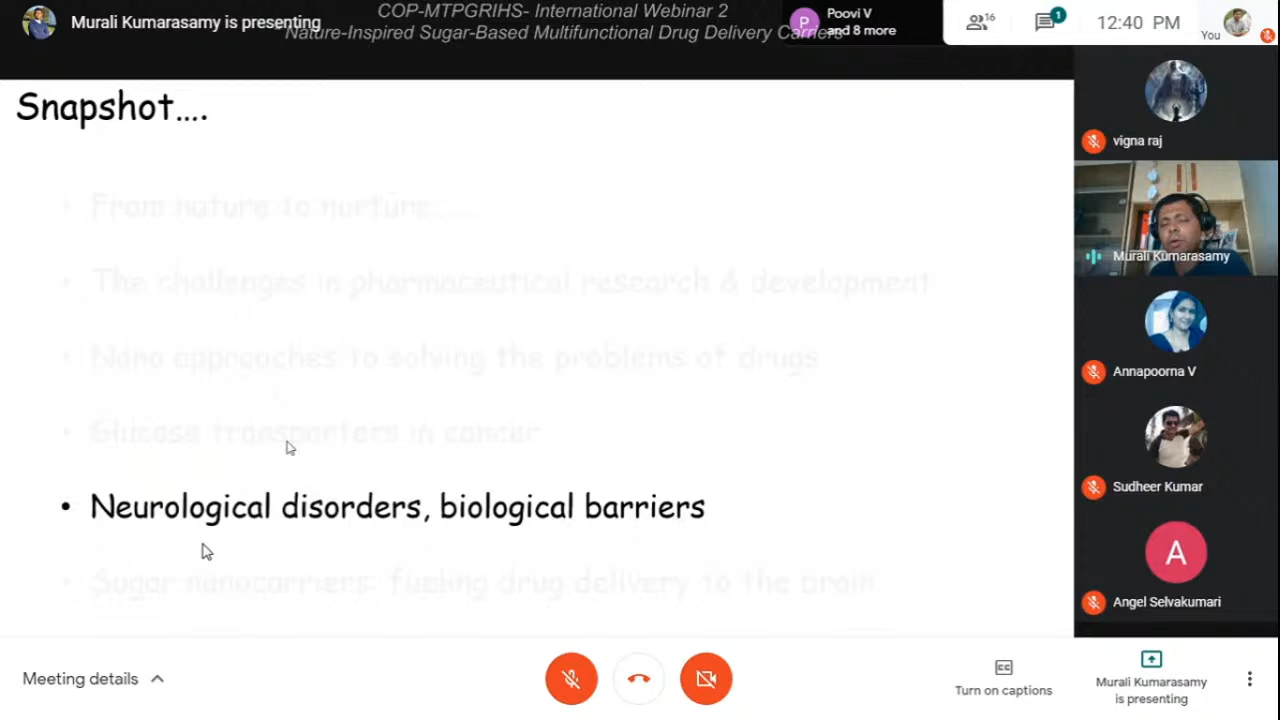 Murali Kumarasamy is presenting
COP-MTPGRIHS- International Webinar 2
Nature-Inspired Sugar-Based Multifunctional Drug Delivery Carriers
P
Poovi V
and 8 more
16
1
12:40 PM
You
Snapshot....
• From nature to nurture.....
• The challenges in pharmaceutical research & development
• Nano approaches to solving the problems of drugs
• Glucose transporters in cancer
• Neurological disorders, biological barriers
• Sugar nanocarriers: fueling drug delivery to the brain
vigna raj
Murali Kumarasamy
Annapoorna V
Sudheer Kumar
A
Angel Selvakumari
Meeting details
CC
Turn on captions
Murali Kumarasamy
is presenting